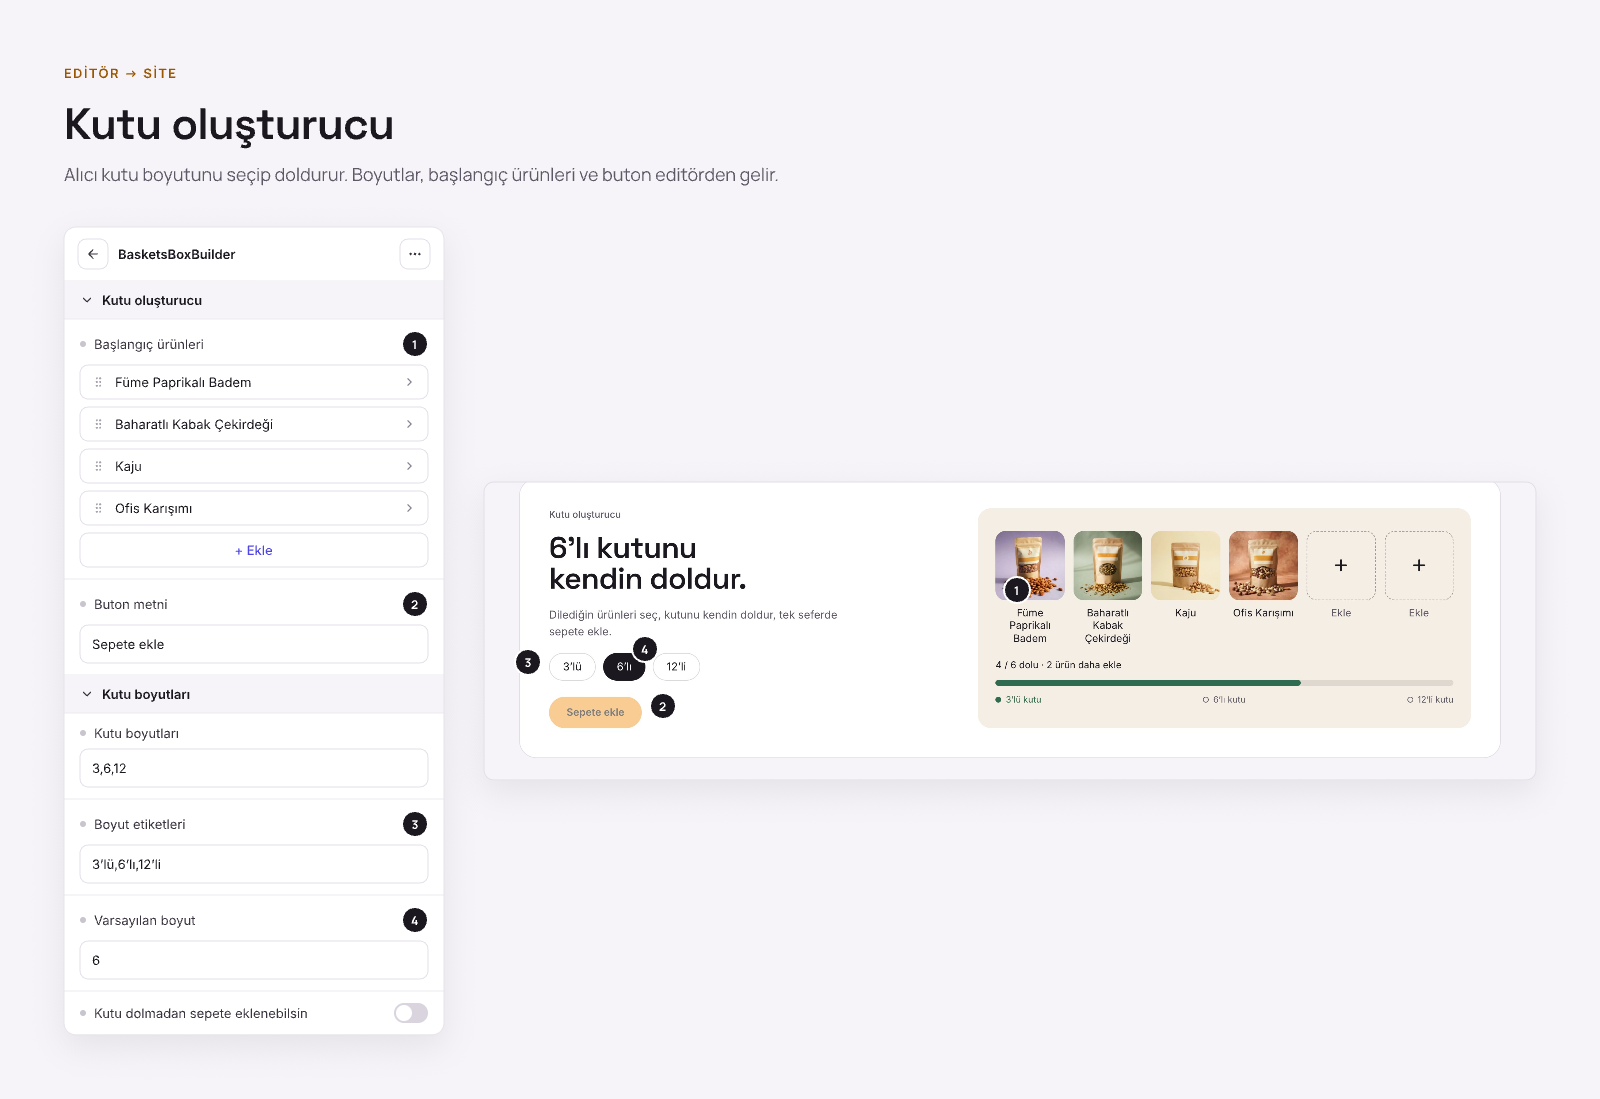 EDİTÖR → SİTE
Kutu oluşturucu
Alıcı kutu boyutunu seçip doldurur. Boyutlar, başlangıç ürünleri ve buton editörden gelir.
BasketsBoxBuilder
Kutu oluşturucu
Başlangıç ürünleri 1
Füme Paprikalı Badem
Baharatlı Kabak Çekirdeği
Kaju
Ofis Karışımı
+ Ekle
Buton metni 2
Sepete ekle
Kutu boyutları
Kutu boyutları
3,6,12
Boyut etiketleri 3
3’lü,6’lı,12’li
Varsayılan boyut 4
6
Kutu dolmadan sepete eklenebilsin
Kutu oluşturucu
6’lı kutunu
kendin doldur.
Dilediğin ürünleri seç, kutunu kendin doldur, tek seferde
sepete ekle.
4
3 3’lü 6’lı 12’li
Sepete ekle 2
+ +
1
Füme
Paprikalı
Badem
Baharatlı
Kabak
Çekirdeği
Kaju
Ofis Karışımı
Ekle
Ekle
4 / 6 dolu · 2 ürün daha ekle
3’lü kutu 6’lı kutu 12’li kutu